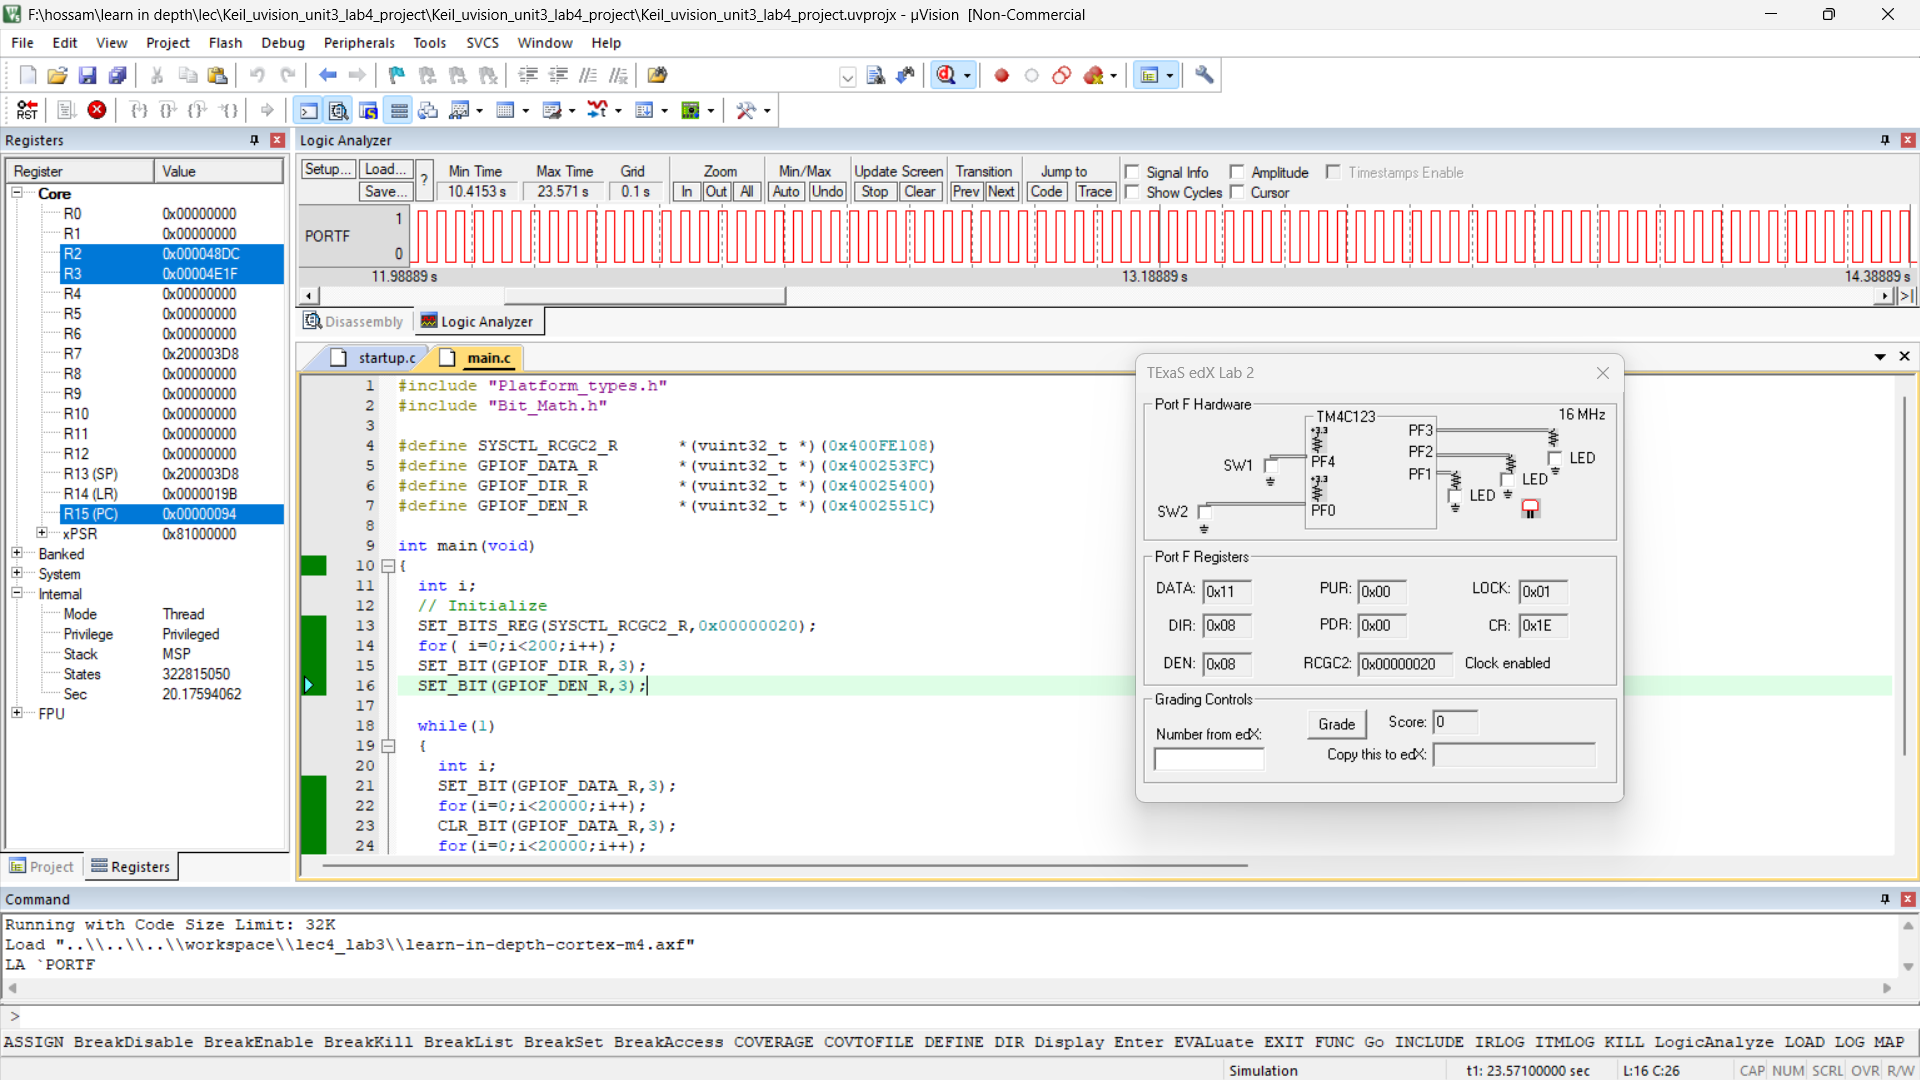 F:\hossam\learn in depth\lec\Keil_uvision_unit3_lab4_project\Keil_uvision_unit3_lab4_project\Keil_uvision_unit3_lab4_project.uvprojx - µVision  [Non-Commercial
File Edit View Project Flash Debug Peripherals Tools SVCS Window Help
RST
Registers
Register Value
Core
R0 0x00000000
R1 0x00000000
R2 0x000048DC
R3 0x00004E1F
R4 0x00000000
R5 0x00000000
R6 0x00000000
R7 0x200003D8
R8 0x00000000
R9 0x00000000
R10 0x00000000
R11 0x00000000
R12 0x00000000
R13 (SP) 0x200003D8
R14 (LR) 0x0000019B
R15 (PC) 0x00000094
xPSR 0x81000000
Banked
System
Internal
Mode Thread
Privilege Privileged
Stack MSP
States 322815050
Sec 20.17594062
FPU
Project Registers
Logic Analyzer
Setup... Load... ? Min Time Max Time Grid Zoom Min/Max Update Screen Transition Jump to Signal Info Amplitude Timestamps Enable
Save... 10.4153 s 23.571 s 0.1 s In Out All Auto Undo Stop Clear Prev Next Code Trace Show Cycles Cursor
1
PORTF
0
11.98889 s 13.18889 s 14.38889 s
Disassembly Logic Analyzer
startup.c main.c
1 #include "Platform_types.h"
2 #include "Bit_Math.h"
3
4 #define SYSCTL_RCGC2_R *(vuint32_t *)(0x400FE108)
5 #define GPIOF_DATA_R *(vuint32_t *)(0x400253FC)
6 #define GPIOF_DIR_R *(vuint32_t *)(0x40025400)
7 #define GPIOF_DEN_R *(vuint32_t *)(0x4002551C)
8
9 int main(void)
10 {
11 int i;
12 // Initialize
13 SET_BITS_REG(SYSCTL_RCGC2_R,0x00000020);
14 for( i=0;i<200;i++);
15 SET_BIT(GPIOF_DIR_R,3);
16 SET_BIT(GPIOF_DEN_R,3);
17
18 while(1)
19 {
20 int i;
21 SET_BIT(GPIOF_DATA_R,3);
22 for(i=0;i<20000;i++);
23 CLR_BIT(GPIOF_DATA_R,3);
24 for(i=0;i<20000;i++);
TExaS edX Lab 2
Port F Hardware
TM4C123 16 MHz
+3.3 PF3
SW1 PF4 PF2 LED
+3.3 PF1 LED
LED
SW2 PF0
Port F Registers
DATA: 0x11 PUR: 0x00 LOCK: 0x01
DIR: 0x08 PDR: 0x00 CR: 0x1E
DEN: 0x08 RCGC2: 0x00000020 Clock enabled
Grading Controls
Number from edX: Grade Score: 0
Copy this to edX:
Command
Running with Code Size Limit: 32K
Load "..\\..\\..\\workspace\\lec4_lab3\\learn-in-depth-cortex-m4.axf"
LA `PORTF
>
ASSIGN BreakDisable BreakEnable BreakKill BreakList BreakSet BreakAccess COVERAGE COVTOFILE DEFINE DIR Display Enter EVALuate EXIT FUNC Go INCLUDE IRLOG ITMLOG KILL LogicAnalyze LOAD LOG MAP
Simulation t1: 23.57100000 sec L:16 C:26 CAP NUM SCRL OVR R/W